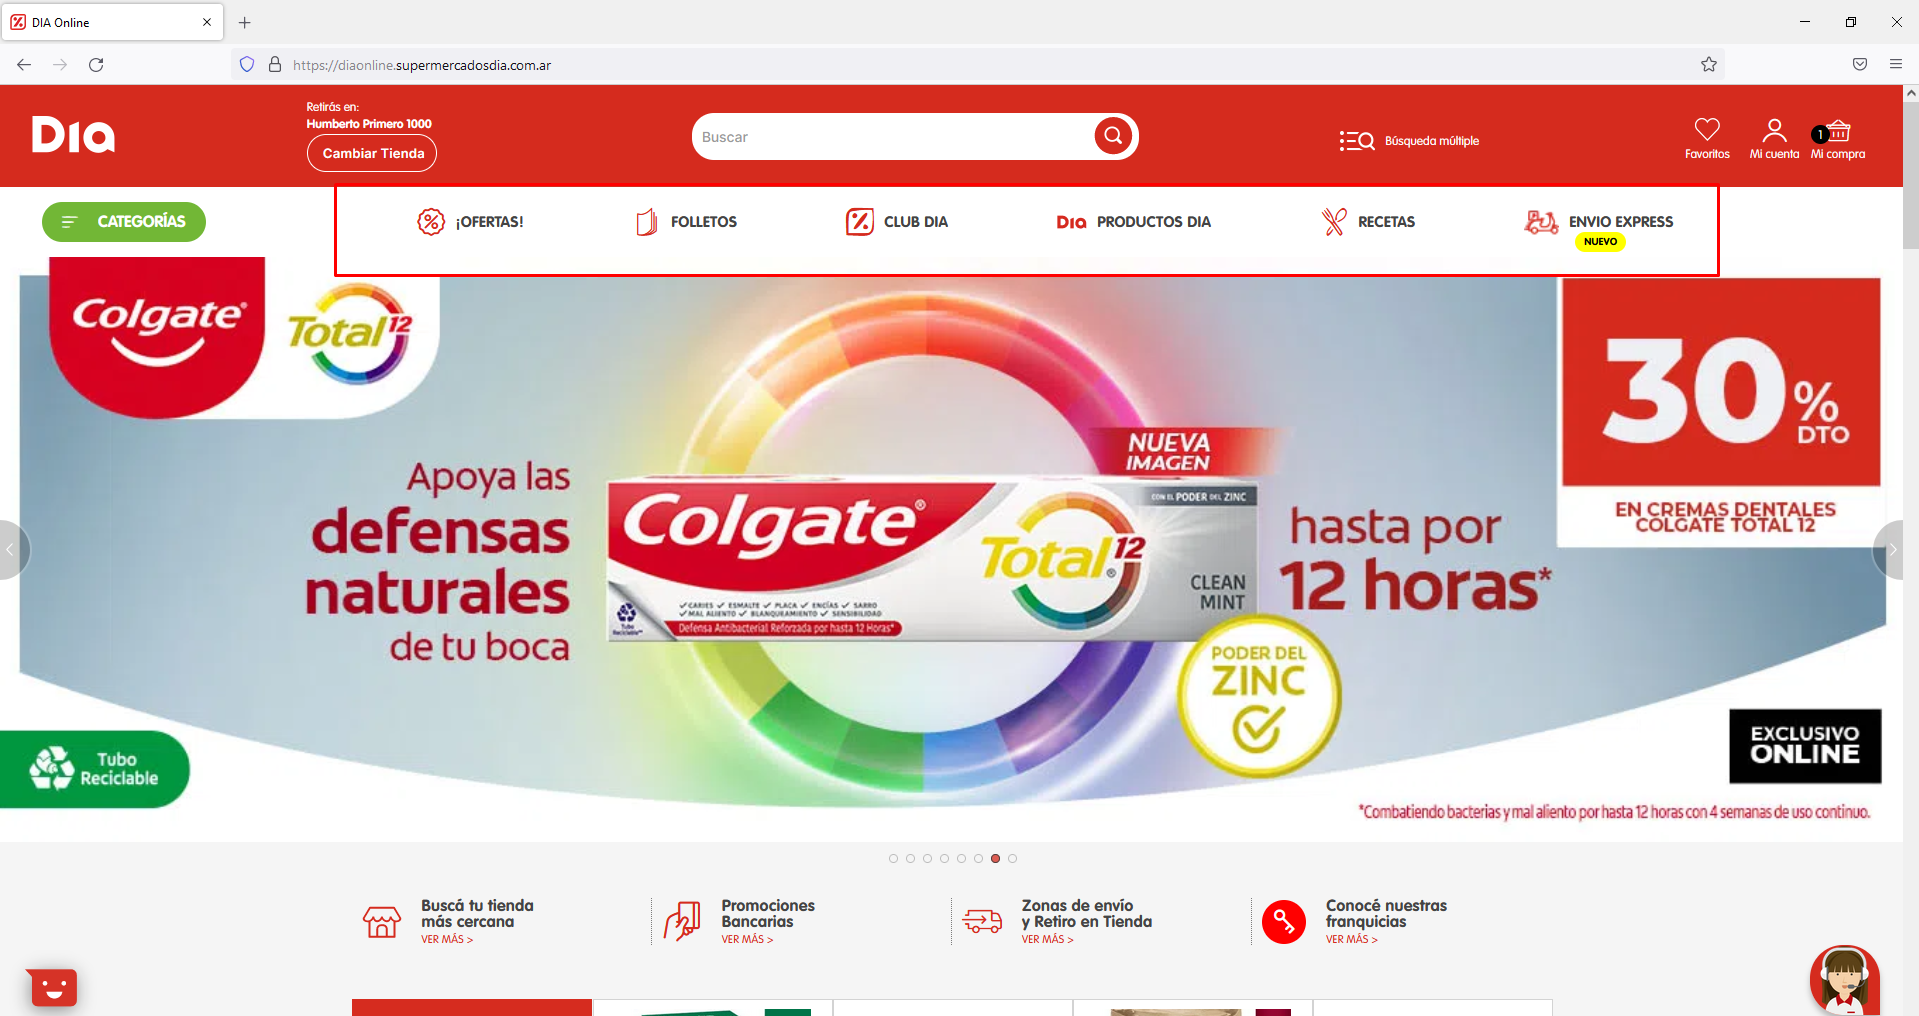 DIA Online
https://diaonline.supermercadosdia.com.ar
Dia
Retirás en:
Humberto Primero 1000
Cambiar Tienda
Buscar
Búsqueda múltiple
Favoritos
Mi cuenta
1
Mi compra
CATEGORÍAS
¡OFERTAS!
FOLLETOS
CLUB DIA
Dia PRODUCTOS DIA
RECETAS
ENVIO EXPRESS
NUEVO
Colgate®
Total 12
30%
DTO
EN CREMAS DENTALES
COLGATE TOTAL 12
Apoya las
defensas
naturales
de tu boca
NUEVA
IMAGEN
CON EL PODER DEL ZINC
Colgate®
Total®12
CLEAN
MINT
✓CARIES ✓ ESMALTE ✓ PLACA ✓ ENCÍAS ✓ SARRO
✓MAL ALIENTO ✓ BLANQUEAMIENTO ✓ SENSIBILIDAD
Tubo
Reciclable
Defensa Antibacterial Reforzada por hasta 12 Horas*
hasta por
12 horas*
PODER DEL
ZINC
Tubo
Reciclable
EXCLUSIVO
ONLINE
*Combatiendo bacterias y mal aliento por hasta 12 horas con 4 semanas de uso continuo.
Buscá tu tienda
más cercana
VER MÁS >
Promociones
Bancarias
VER MÁS >
Zonas de envío
y Retiro en Tienda
VER MÁS >
Conocé nuestras
franquicias
VER MÁS >